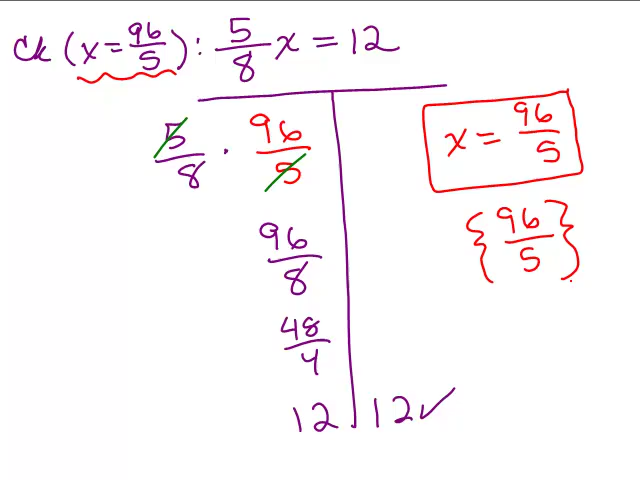 Ck (x = 96/5) : 5/8 x = 12
5/8 · 96/5
x = 96/5
{96/5}
96/8
48/4
12 12✓